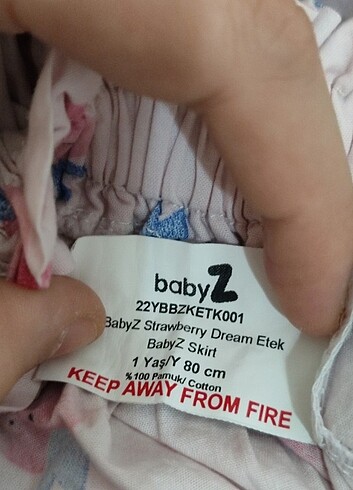 babyZ
22YBBZKETK001
BabyZ Strawberry Dream Etek
BabyZ Skirt
1 Yaş/Y 80 cm
%100 Pamuk/ Cotton
KEEP AWAY FROM FIRE